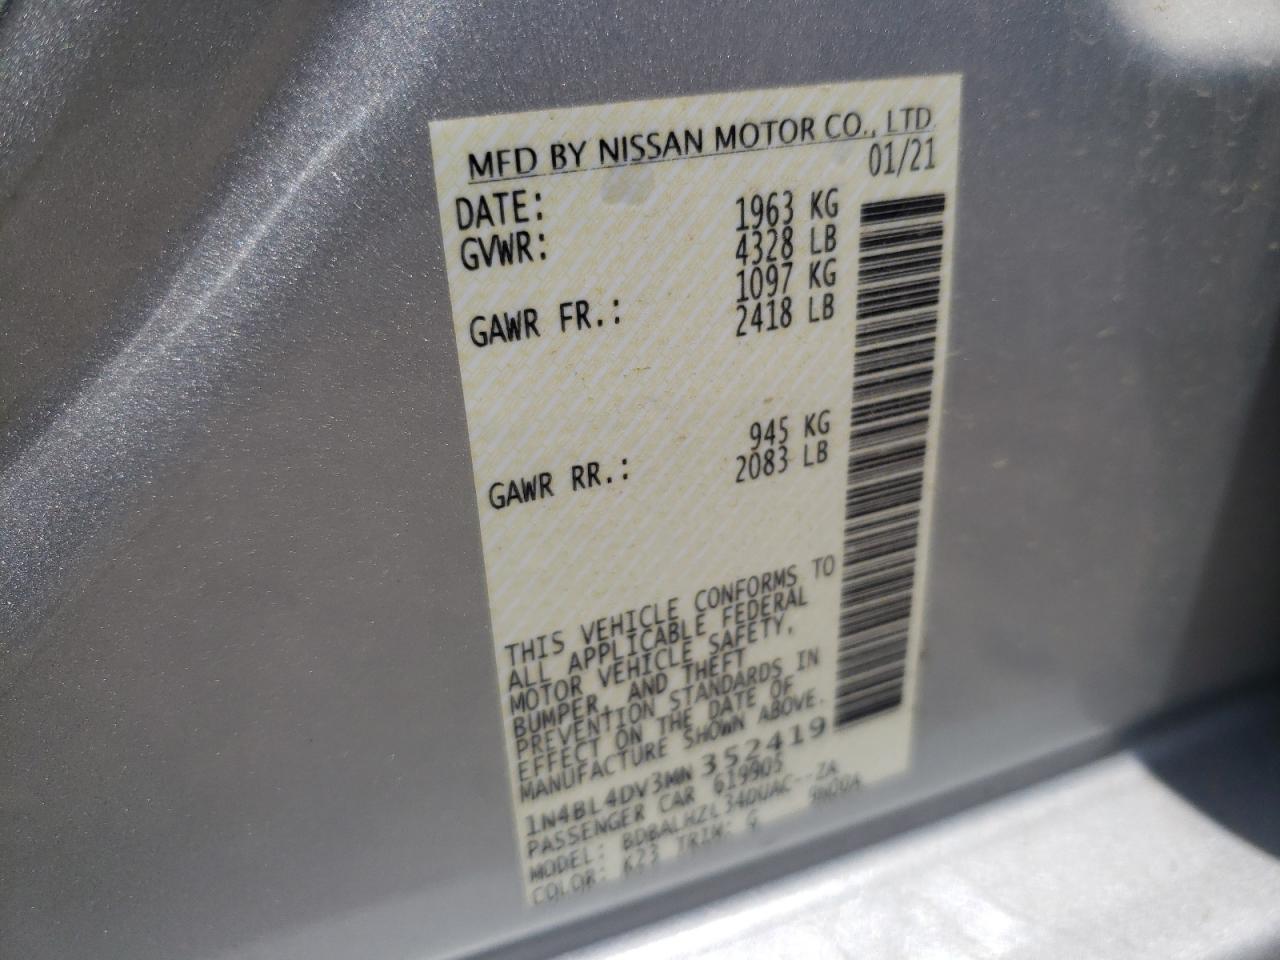 MFD BY NISSAN MOTOR CO., LTD.
DATE: 01/21
GVWR: 1963 KG
4328 LB
GAWR FR.: 1097 KG
2418 LB
GAWR RR.: 945 KG
2083 LB
THIS VEHICLE CONFORMS TO
ALL APPLICABLE FEDERAL
MOTOR VEHICLE SAFETY,
BUMPER, AND THEFT
PREVENTION STANDARDS IN
EFFECT ON THE DATE OF
MANUFACTURE SHOWN ABOVE.
1N4BL4DV3MN352419
PASSENGER CAR 619905
MODEL: ZA
COLOR: K23 TRIM: G